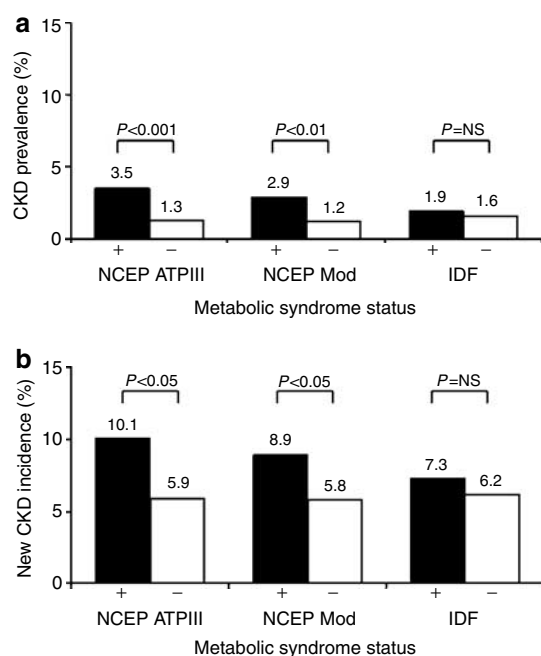 a
CKD prevalence (%)
15
10
5
0
P<0.001
P<0.01
P=NS
3.5
1.3
2.9
1.2
1.9
1.6
+ − + − + −
NCEP ATPIII NCEP Mod IDF
Metabolic syndrome status
b
New CKD incidence (%)
15
10
5
0
P<0.05
P<0.05
P=NS
10.1
5.9
8.9
5.8
7.3
6.2
+ − + − + −
NCEP ATPIII NCEP Mod IDF
Metabolic syndrome status